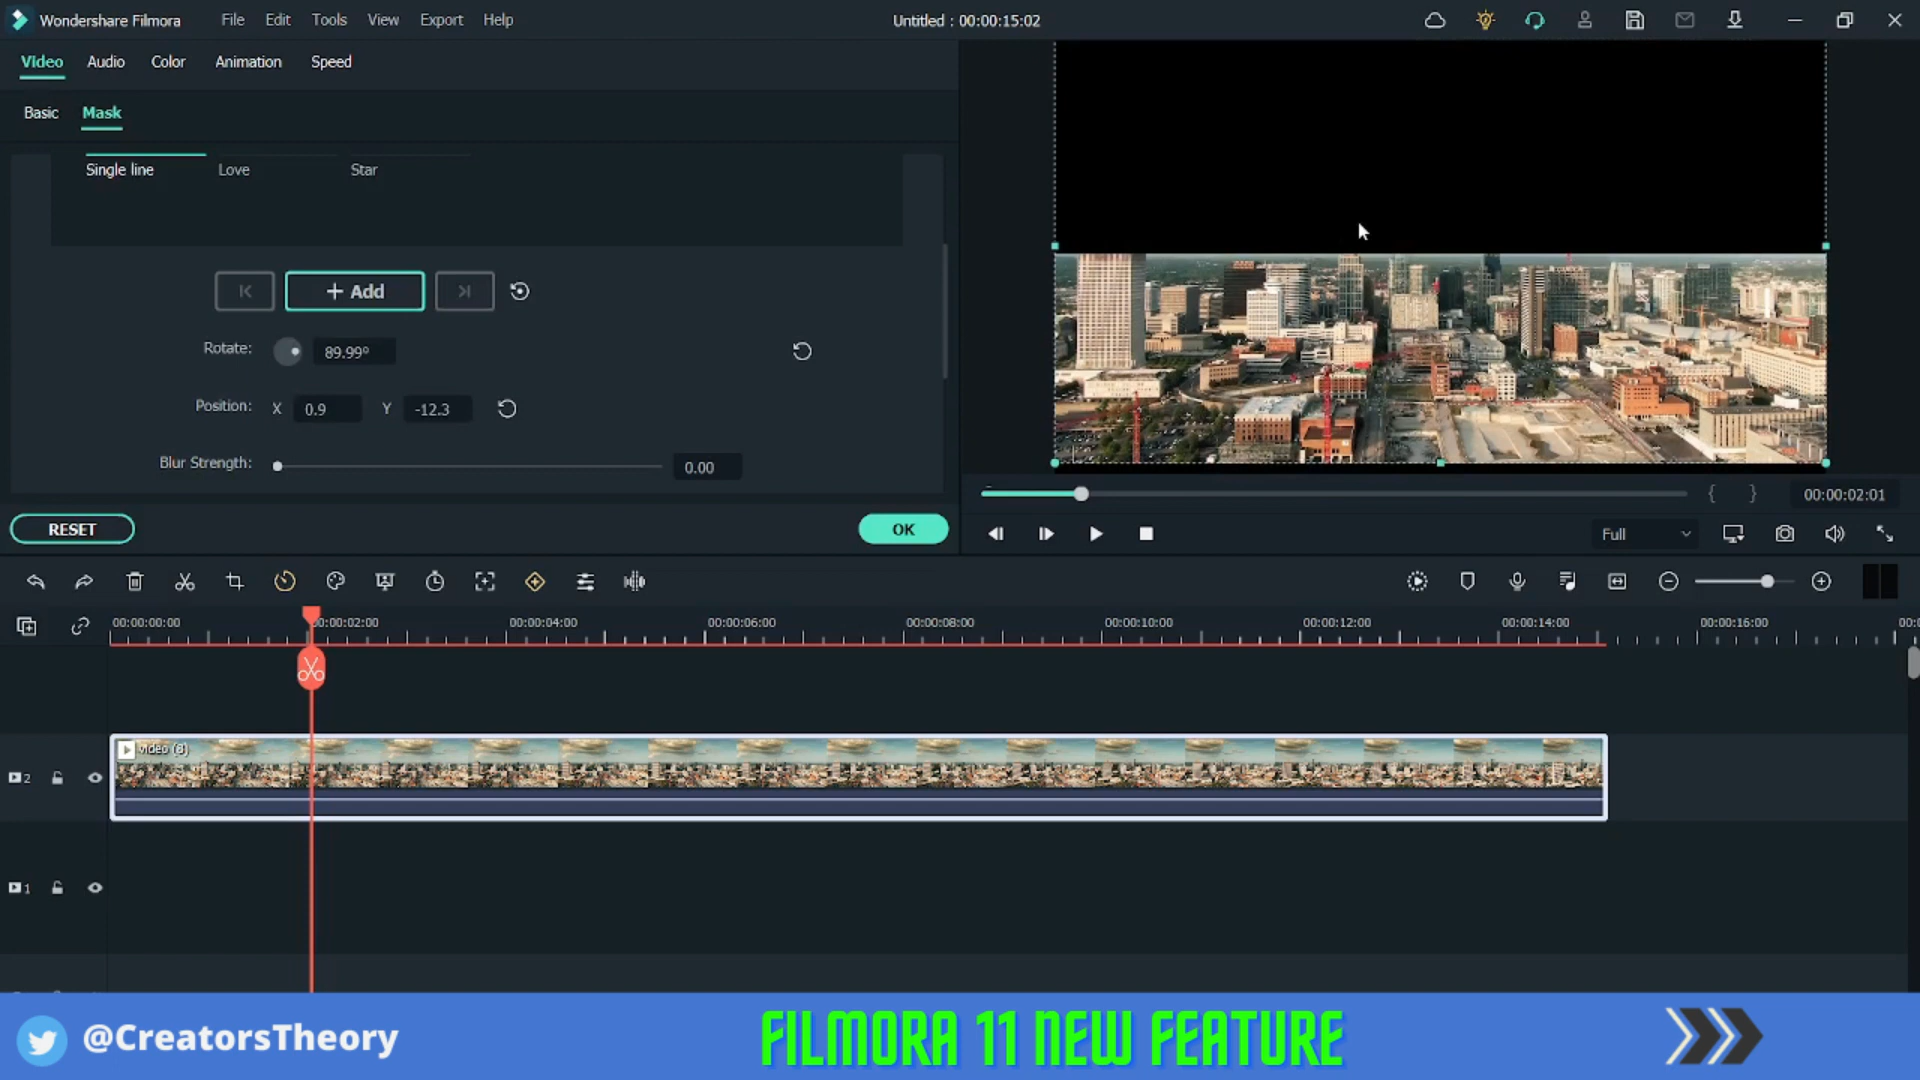 Wondershare Filmora File Edit Tools View Export Help Untitled : 00:00:15:02
Video Audio Color Animation Speed
Basic Mask
Single line Love Star
+ Add
Rotate: 89.99º
Position: X 0.9 Y -12.3
Blur Strength: 0.00
RESET OK
{ } 00:00:02:01
Full
00:00:00:00 00:00:02:00 00:00:04:00 00:00:06:00 00:00:08:00 00:00:10:00 00:00:12:00 00:00:14:00 00:00:16:00
video (3)
2
1
@CreatorsTheory FILMORA 11 NEW FEATURE